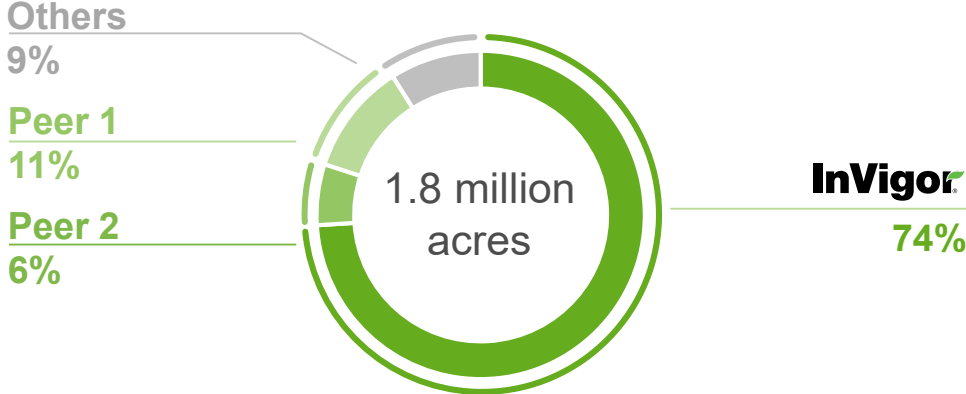 Others
9%
Peer 1
11%
Peer 2
6%
1.8 million
acres
InVigor®
74%